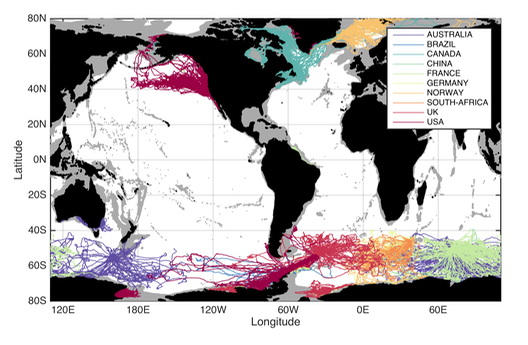 80N
60N
40N
20N
0N
20S
40S
60S
80S
Latitude
120E
180E
120W
60W
0E
60E
Longitude
AUSTRALIA
BRAZIL
CANADA
CHINA
FRANCE
GERMANY
NORWAY
SOUTH-AFRICA
UK
USA